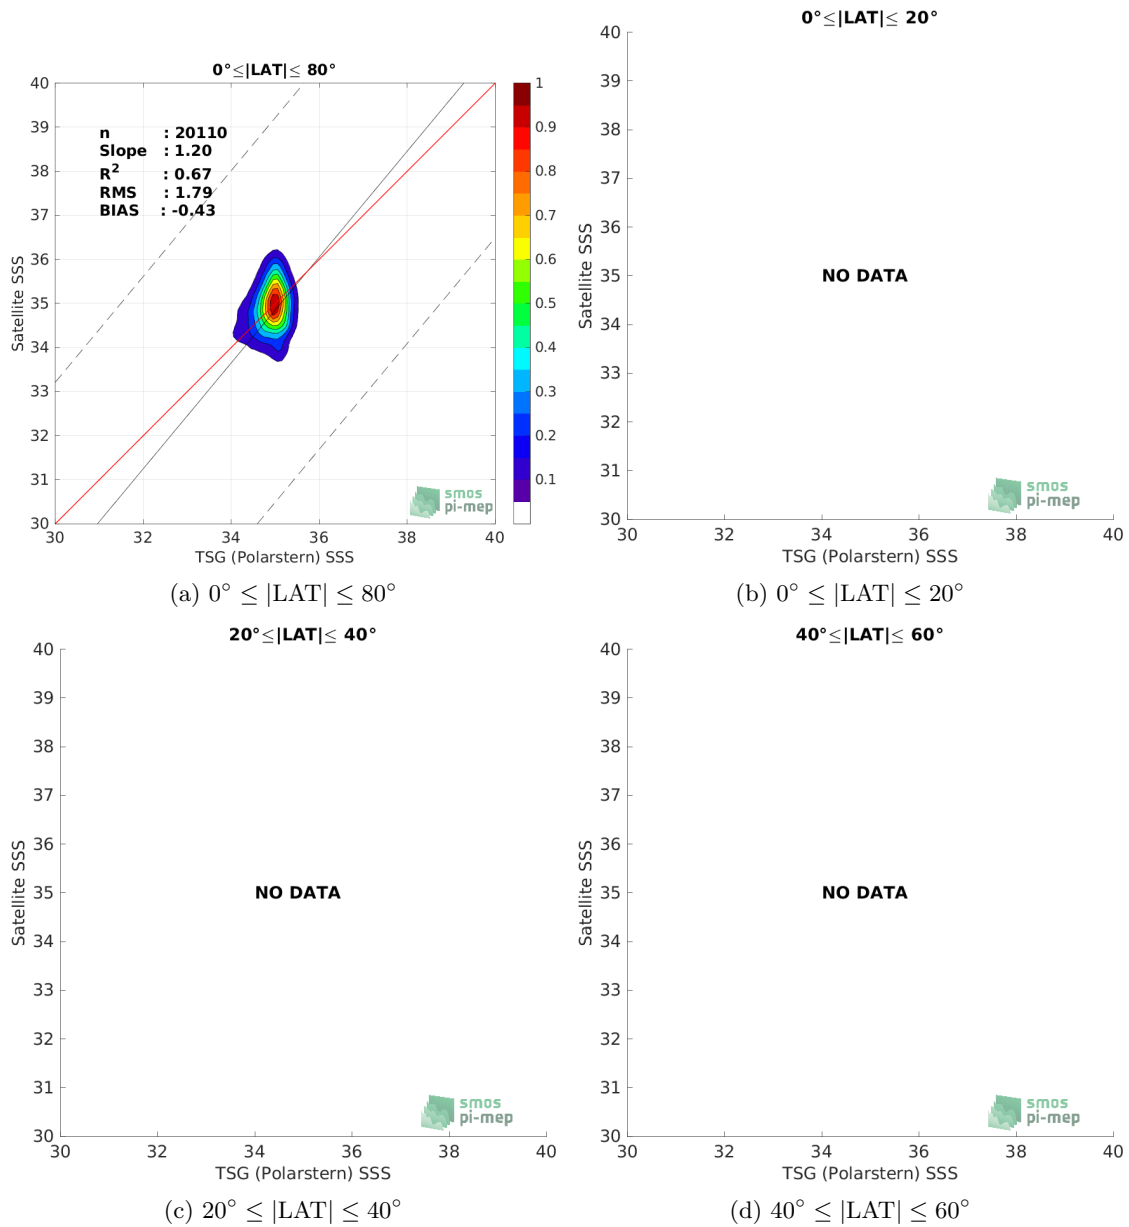 0°≤|LAT|≤ 80°
40
39
38
37
36
35
34
33
32
31
30
Satellite SSS
n : 20110
Slope : 1.20
R² : 0.67
RMS : 1.79
BIAS : -0.43
1
0.9
0.8
0.7
0.6
0.5
0.4
0.3
0.2
0.1
smos
pi-mep
30 32 34 36 38 40
TSG (Polarstern) SSS
(a) 0° ≤ |LAT| ≤ 80°
0°≤|LAT|≤ 20°
40
39
38
37
36
35
34
33
32
31
30
Satellite SSS
NO DATA
smos
pi-mep
30 32 34 36 38 40
TSG (Polarstern) SSS
(b) 0° ≤ |LAT| ≤ 20°
20°≤|LAT|≤ 40°
40
39
38
37
36
35
34
33
32
31
30
Satellite SSS
NO DATA
smos
pi-mep
30 32 34 36 38 40
TSG (Polarstern) SSS
(c) 20° ≤ |LAT| ≤ 40°
40°≤|LAT|≤ 60°
40
39
38
37
36
35
34
33
32
31
30
Satellite SSS
NO DATA
smos
pi-mep
30 32 34 36 38 40
TSG (Polarstern) SSS
(d) 40° ≤ |LAT| ≤ 60°